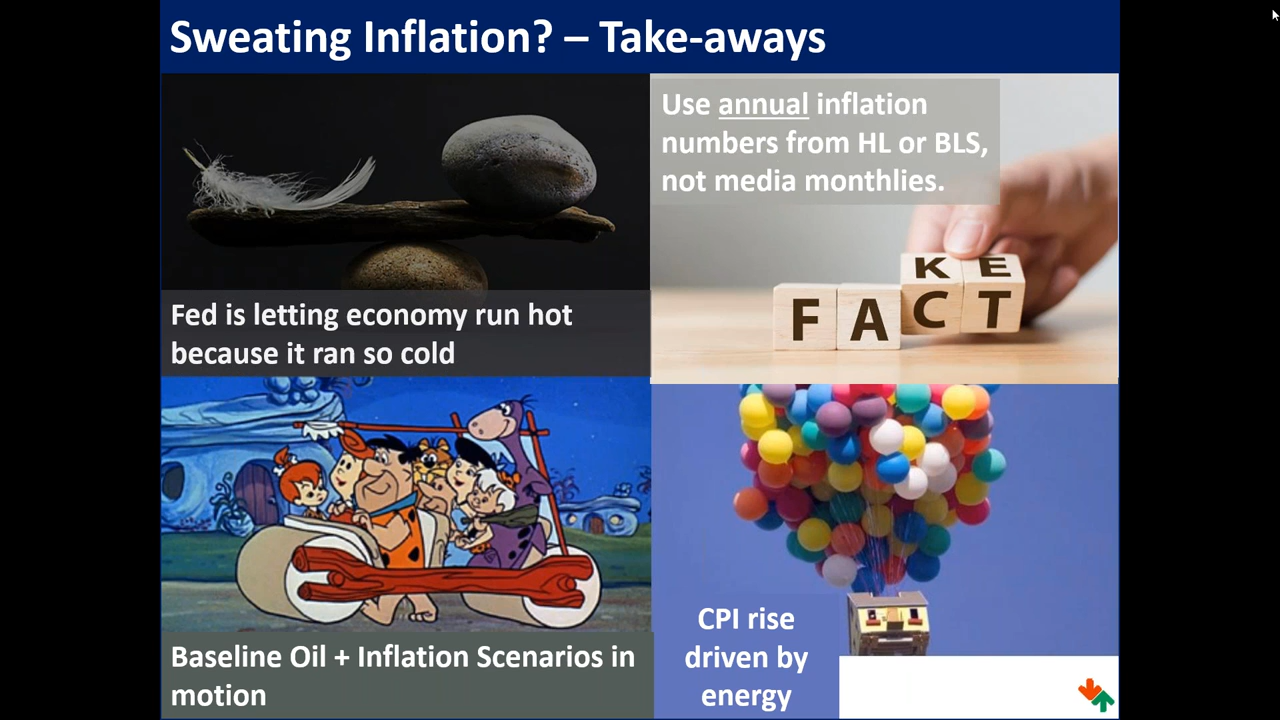 Sweating Inflation? – Take-aways
Fed is letting economy run hot
because it ran so cold
Use annual inflation
numbers from HL or BLS,
not media monthlies.
K E
F A C T
Baseline Oil + Inflation Scenarios in
motion
CPI rise
driven by
energy